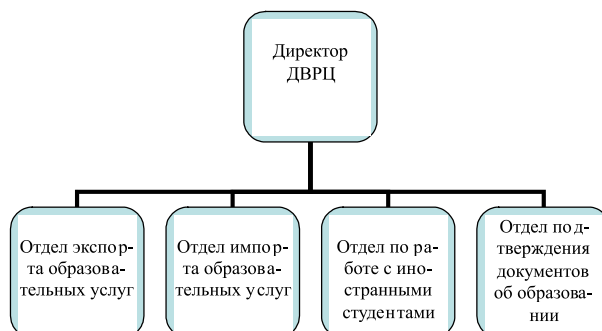 Директор
ДВРЦ
Отдел экспор-
та образова-
тельных услуг
Отдел импор-
та образова-
тельных услуг
Отдел по ра-
боте с ино-
странными
студентами
Отдел под-
тверждения
документов
об образова-
нии